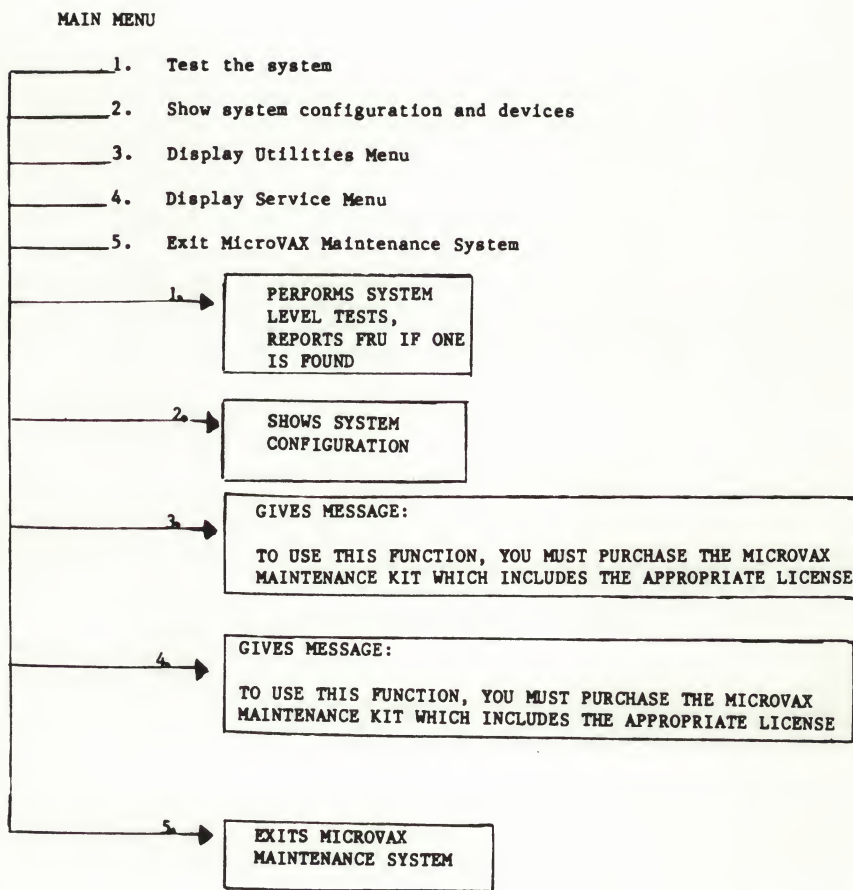 MAIN MENU
1. Test the system
2. Show system configuration and devices
3. Display Utilities Menu
4. Display Service Menu
5. Exit MicroVAX Maintenance System
1. PERFORMS SYSTEM
LEVEL TESTS,
REPORTS FRU IF ONE
IS FOUND
2. SHOWS SYSTEM
CONFIGURATION
3. GIVES MESSAGE:
TO USE THIS FUNCTION, YOU MUST PURCHASE THE MICROVAX
MAINTENANCE KIT WHICH INCLUDES THE APPROPRIATE LICENSE
4. GIVES MESSAGE:
TO USE THIS FUNCTION, YOU MUST PURCHASE THE MICROVAX
MAINTENANCE KIT WHICH INCLUDES THE APPROPRIATE LICENSE
5. EXITS MICROVAX
MAINTENANCE SYSTEM